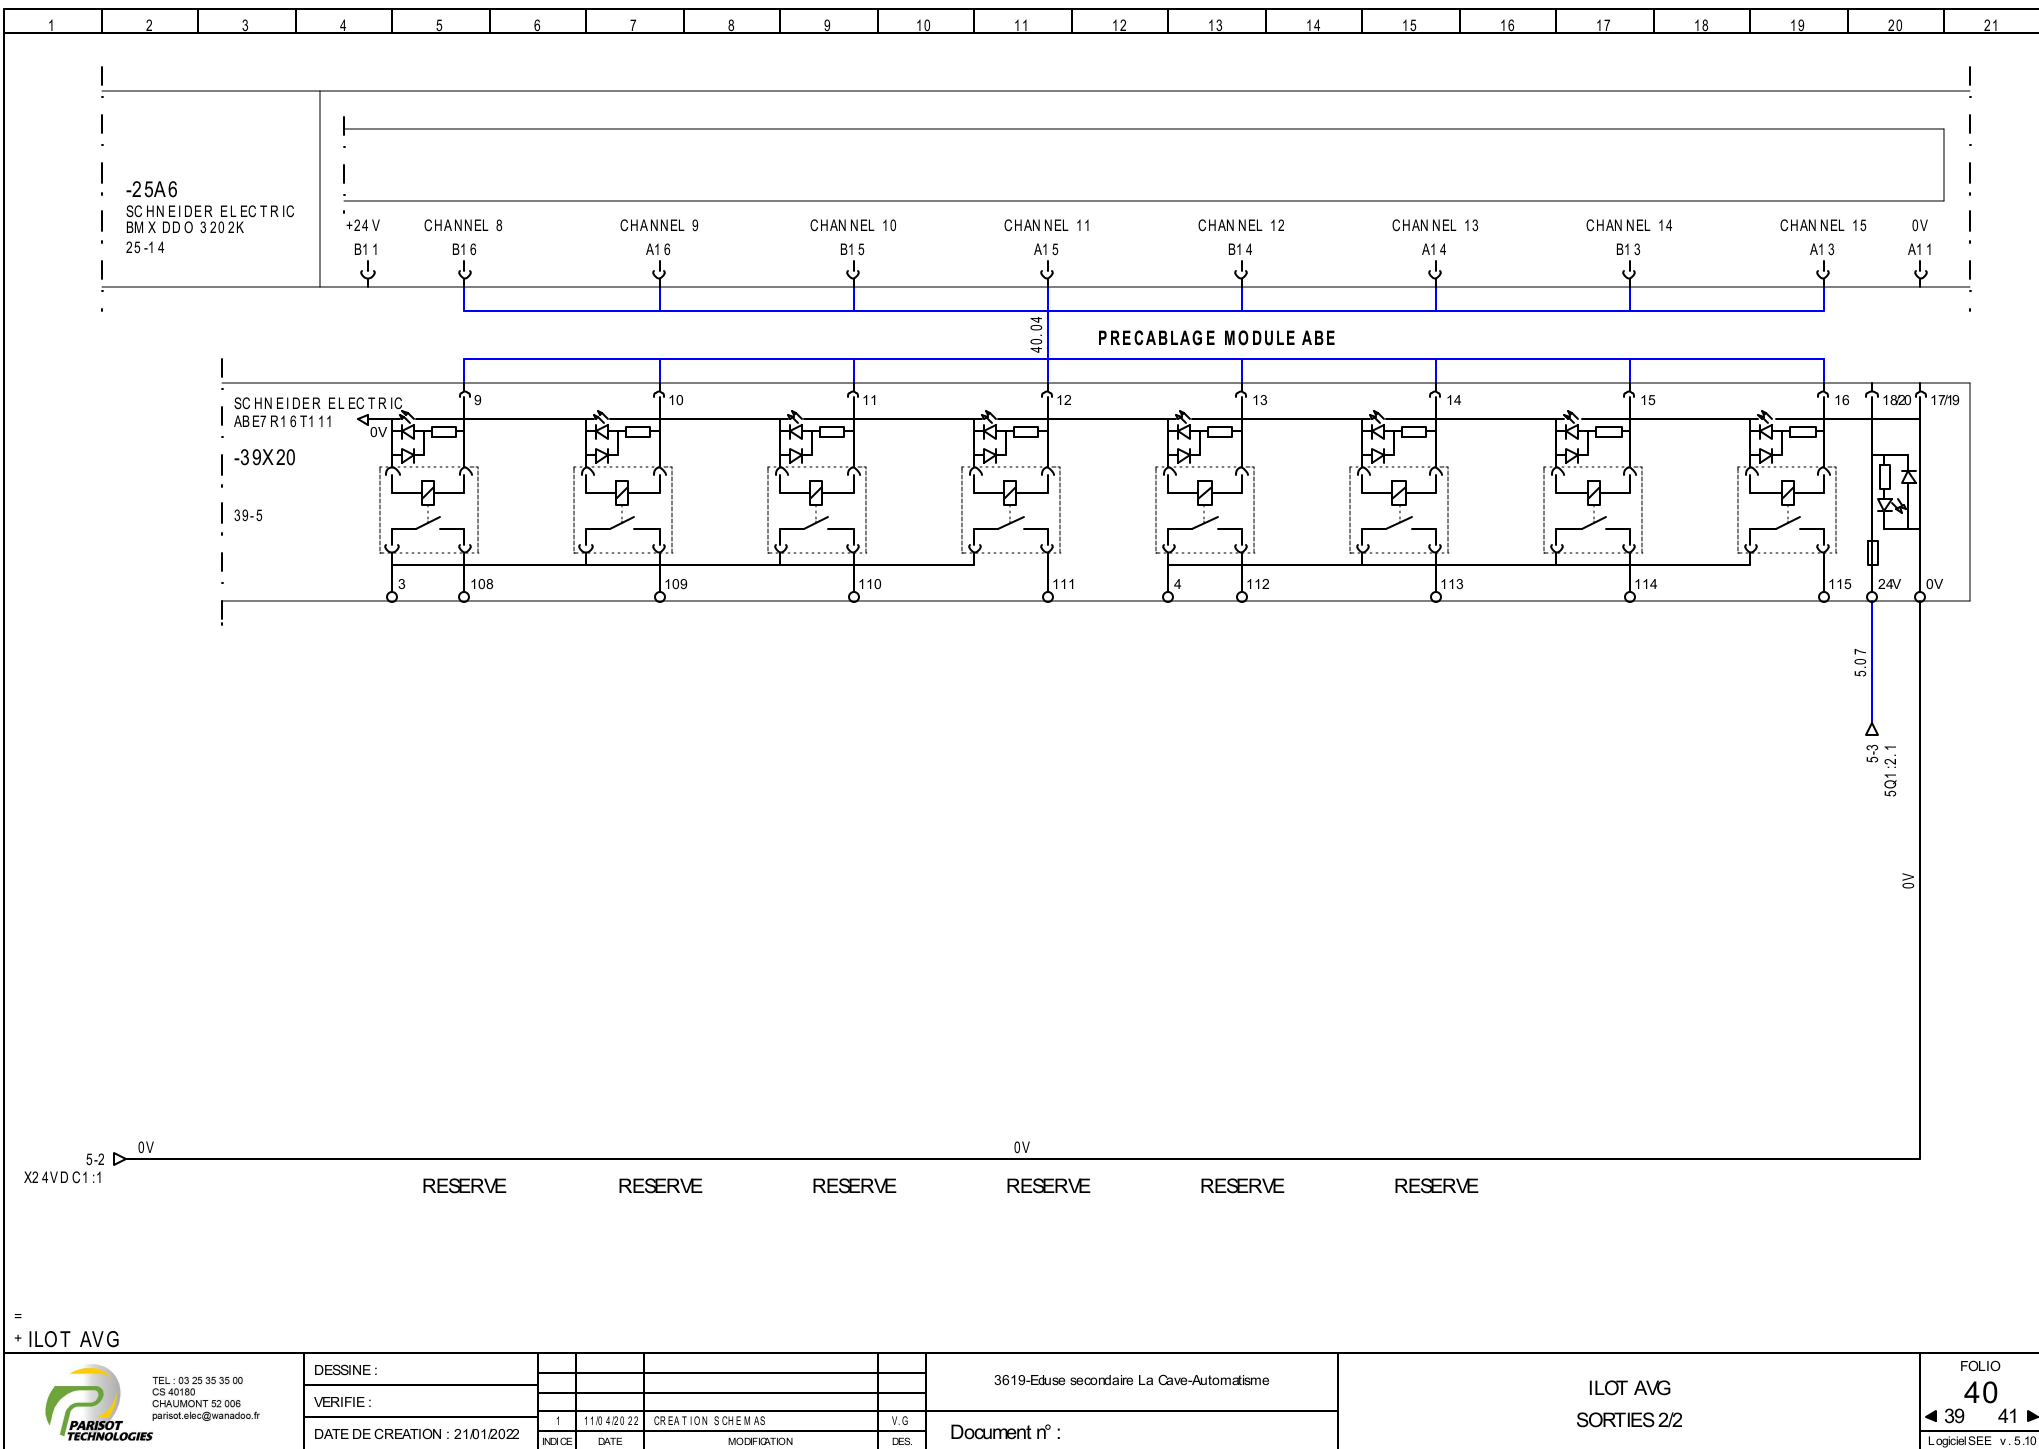 1 2 3 4 5 6 7 8 9 10 11 12 13 14 15 16 17 18 19 20 21
-25A6
SCHNEIDER ELECTRIC
BMX DDO 3202K
25-14
+24V CHANNEL 8 CHANNEL 9 CHANNEL 10 CHANNEL 11 CHANNEL 12 CHANNEL 13 CHANNEL 14 CHANNEL 15 0V
B11 B16 A16 B15 A15 B14 A14 B13 A13 A11
40.04
PRECABLAGE MODULE ABE
SCHNEIDER ELECTRIC
ABE7R16T111
0V
-39X20
39-5
9 10 11 12 13 14 15 16 18/20 17/19
3 108 109 110 111 4 112 113 114 115 24V 0V
5.07
5-3
5Q1:2.1
0V
5-2 0V 0V
X24VDC1:1
RESERVE RESERVE RESERVE RESERVE RESERVE RESERVE
=
+ ILOT AVG
PARISOT
TECHNOLOGIES
TEL : 03 25 35 35 00
CS 40180
CHAUMONT 52 006
parisot.elec@wanadoo.fr
DESSINE :
VERIFIE :
DATE DE CREATION : 21/01/2022
1 11/04/2022 CREATION SCHEMAS V.G
INDICE DATE MODIFICATION DES.
3619-Eduse secondaire La Cave-Automatisme
Document n° :
ILOT AVG
SORTIES 2/2
FOLIO
40
39 41
Logiciel SEE v. 5.10